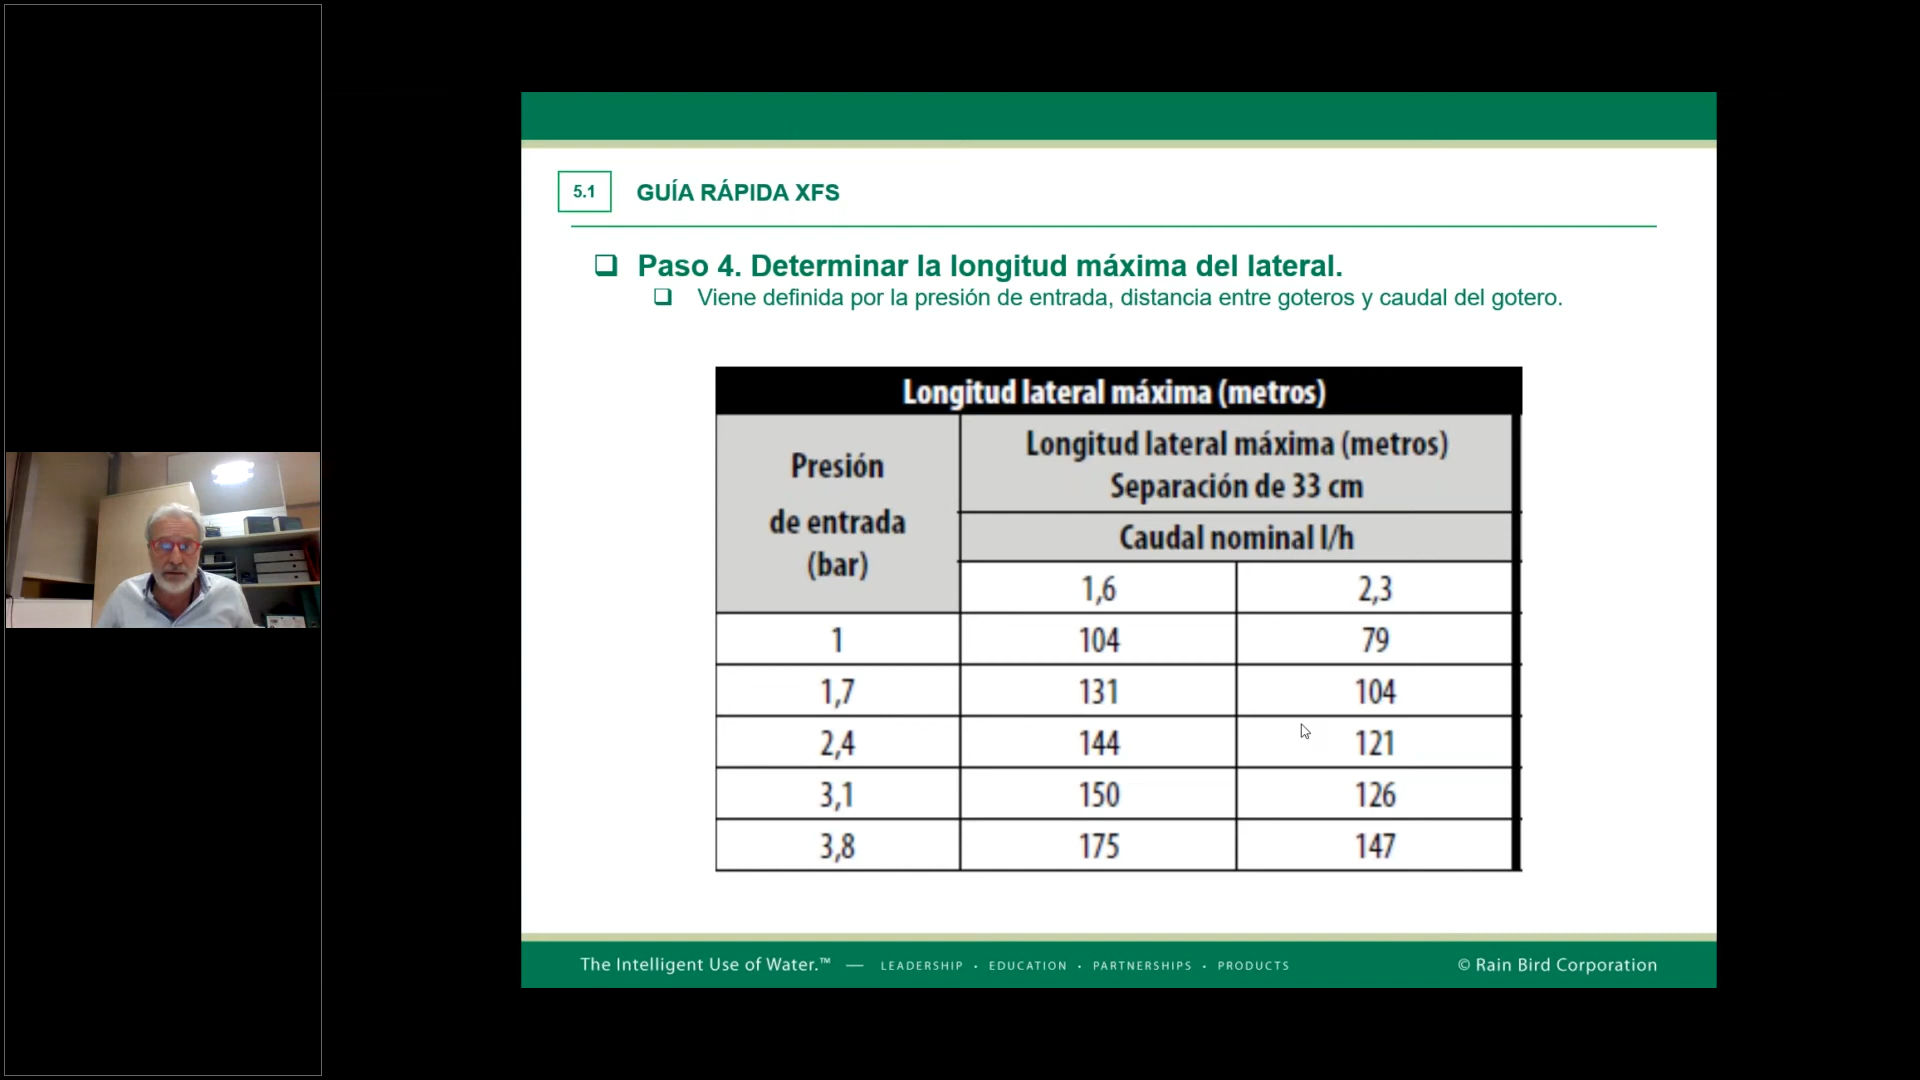 5.1
GUÍA RÁPIDA XFS
Paso 4. Determinar la longitud máxima del lateral.
Viene definida por la presión de entrada, distancia entre goteros y caudal del gotero.
Longitud lateral máxima (metros)
Presión
de entrada
(bar)
Longitud lateral máxima (metros)
Separación de 33 cm
Caudal nominal l/h
1,6 2,3
1 104 79
1,7 131 104
2,4 144 121
3,1 150 126
3,8 175 147
The Intelligent Use of Water.™ — LEADERSHIP • EDUCATION • PARTNERSHIPS • PRODUCTS © Rain Bird Corporation